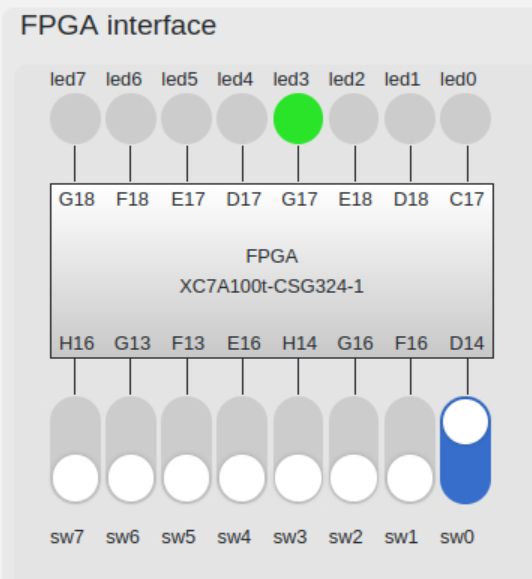 FPGA interface
led7 led6 led5 led4 led3 led2 led1 led0
G18 F18 E17 D17 G17 E18 D18 C17
FPGA
XC7A100t-CSG324-1
H16 G13 F13 E16 H14 G16 F16 D14
sw7 sw6 sw5 sw4 sw3 sw2 sw1 sw0